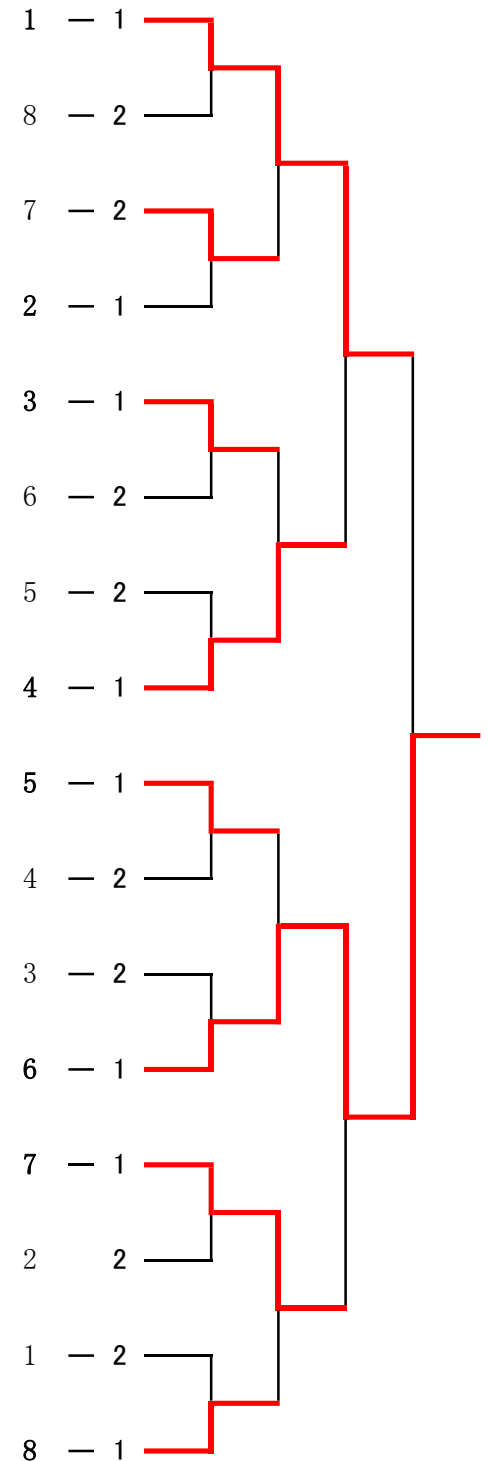 1 — 1
8 — 2
7 — 2
2 — 1
3 — 1
6 — 2
5 — 2
4 — 1
5 — 1
4 — 2
3 — 2
6 — 1
7 — 1
2 2
1 — 2
8 — 1